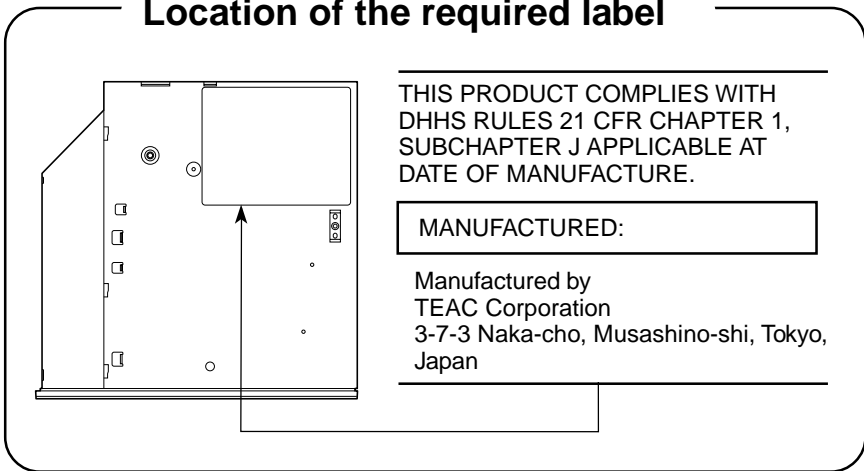 Location of the required label
THIS PRODUCT COMPLIES WITH
DHHS RULES 21 CFR CHAPTER 1,
SUBCHAPTER J APPLICABLE AT
DATE OF MANUFACTURE.
MANUFACTURED:
Manufactured by
TEAC Corporation
3-7-3 Naka-cho, Musashino-shi, Tokyo,
Japan